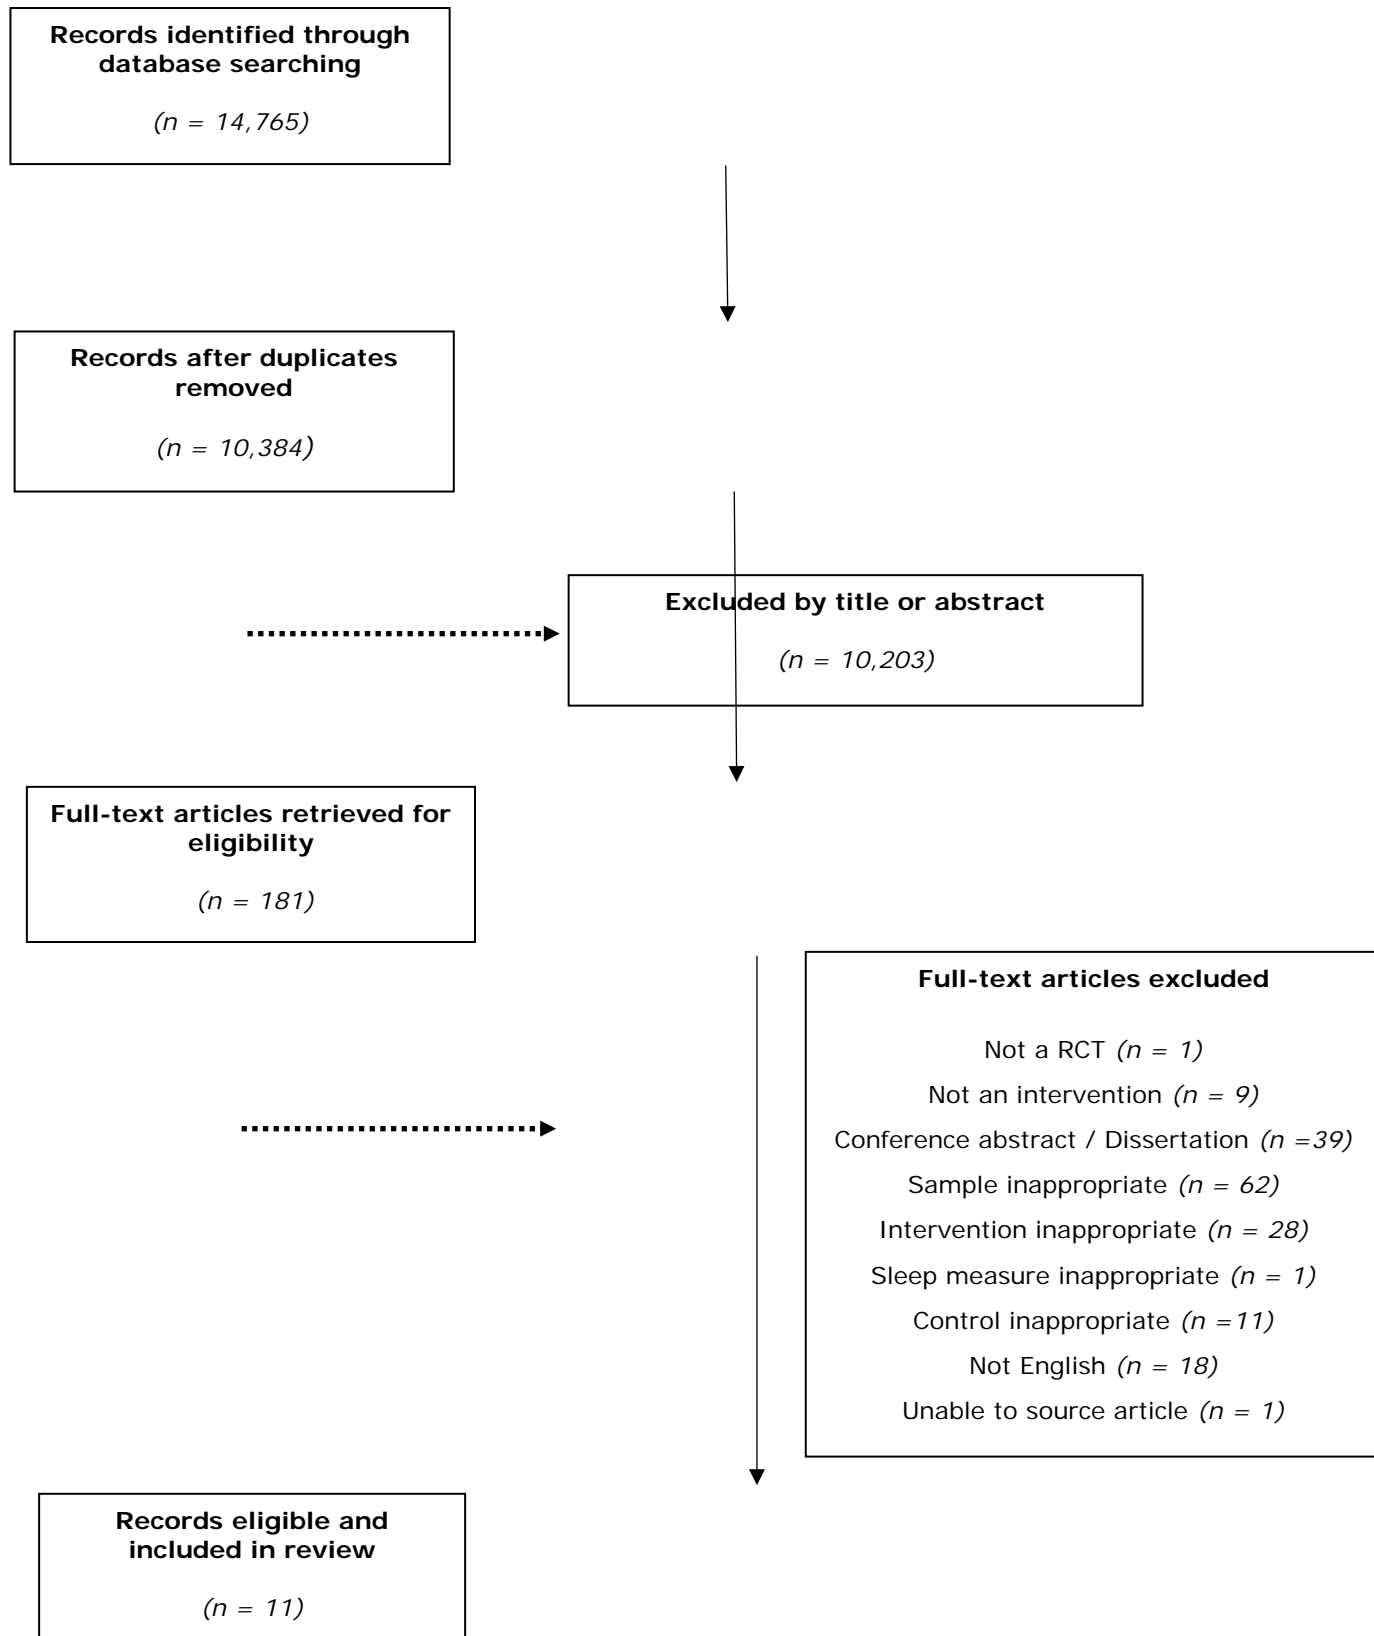 Records identified through
database searching
(n = 14,765)
Records after duplicates
removed
(n = 10,384)
Excluded by title or abstract
(n = 10,203)
Full-text articles retrieved for
eligibility
(n = 181)
Full-text articles excluded
Not a RCT (n = 1)
Not an intervention (n = 9)
Conference abstract / Dissertation (n =39)
Sample inappropriate (n = 62)
Intervention inappropriate (n = 28)
Sleep measure inappropriate (n = 1)
Control inappropriate (n =11)
Not English (n = 18)
Unable to source article (n = 1)
Records eligible and
included in review
(n = 11)